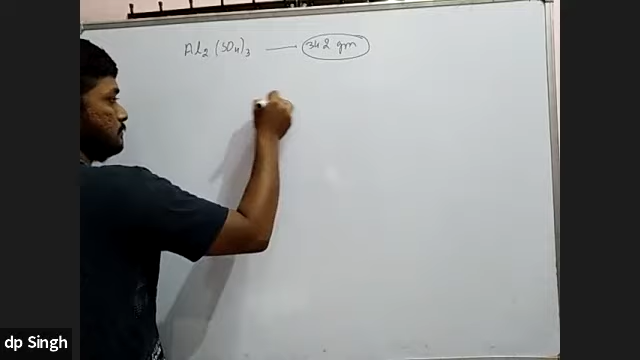 Al₂(SO₄)₃ — 342 gm
dp Singh